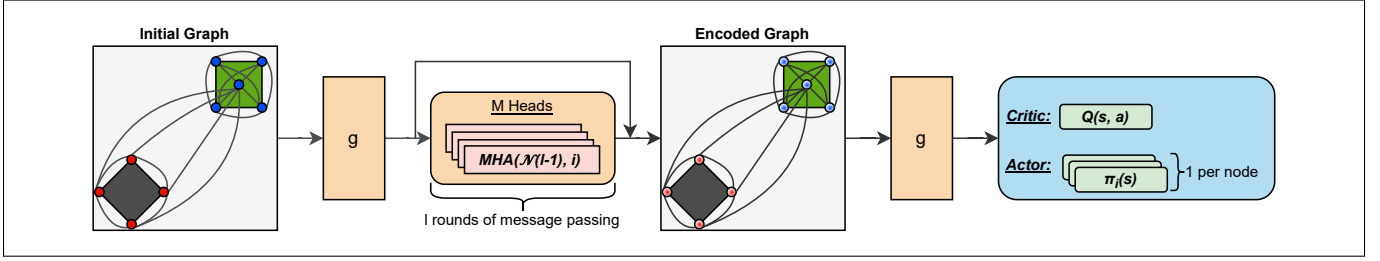 Initial Graph
g
M Heads
MHA(𝒩(l-1), i)
l rounds of message passing
Encoded Graph
g
Critic:
Q(s, a)
Actor:
πi(s)
1 per node